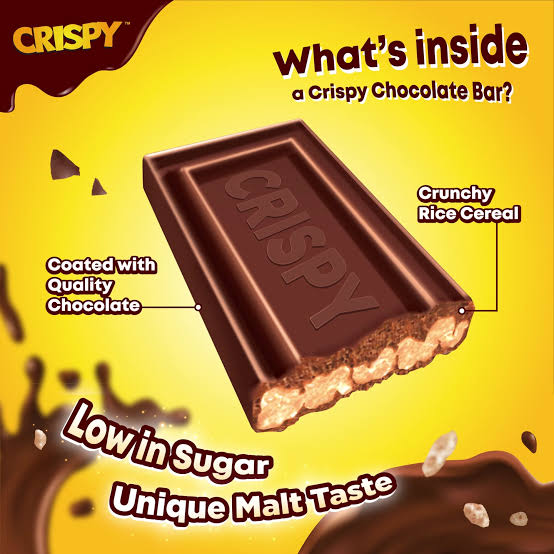 CRISPY™
What's inside
a Crispy Chocolate Bar?
CRISPY
Crunchy
Rice Cereal
Coated with
Quality
Chocolate
Low in Sugar
Unique Malt Taste